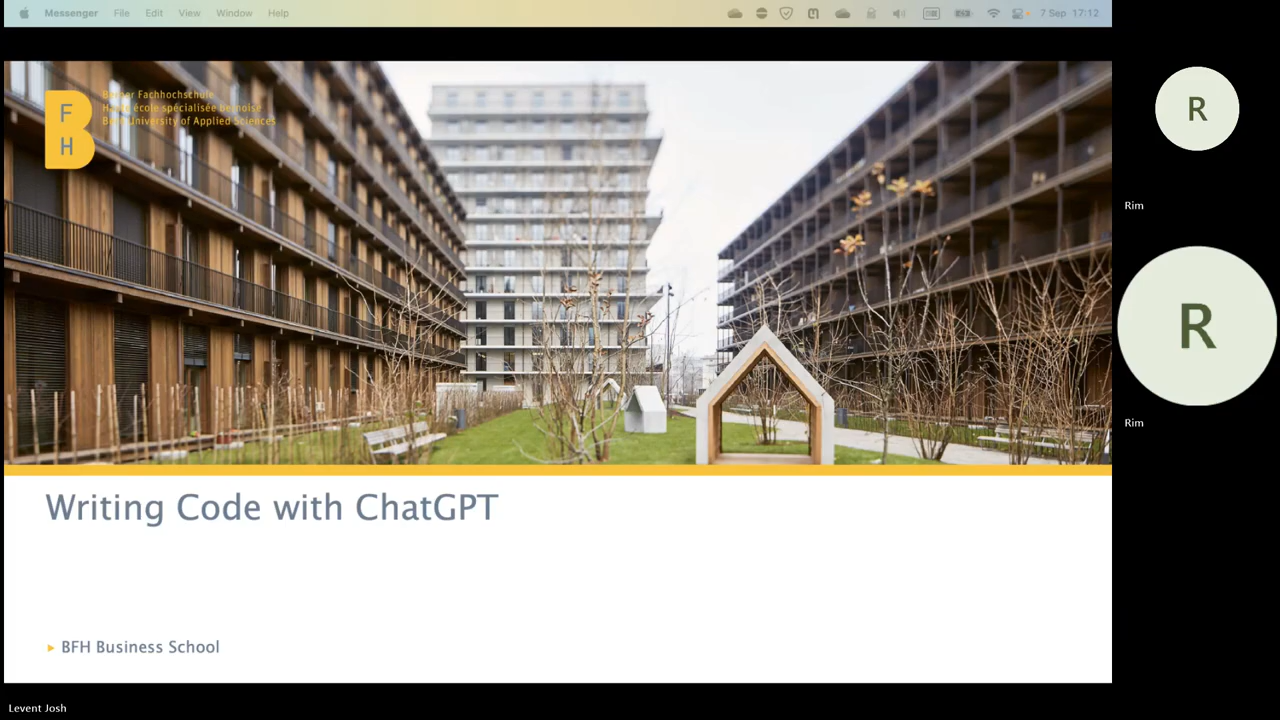 Messenger File Edit View Window Help 7 Sep 17:12
F
H
Berner Fachhochschule
Haute école spécialisée bernoise
Bern University of Applied Sciences
R
Rim
R
Rim
Writing Code with ChatGPT
BFH Business School
Levent Josh